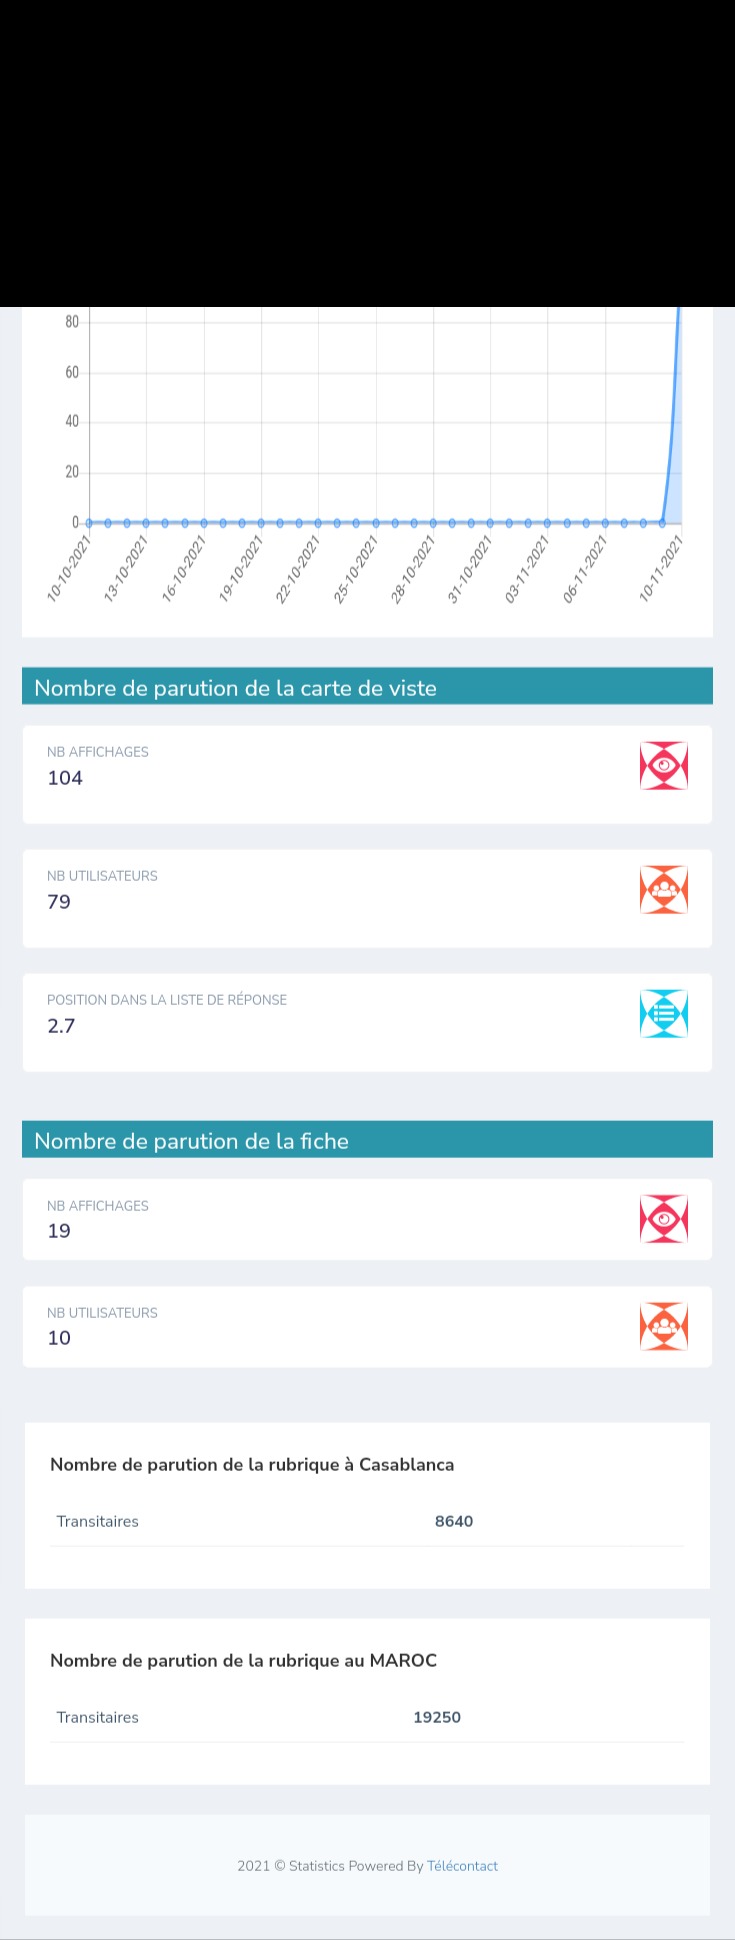 80
60
40
20
0
10-10-2021
13-10-2021
16-10-2021
19-10-2021
22-10-2021
25-10-2021
28-10-2021
31-10-2021
03-11-2021
06-11-2021
10-11-2021
Nombre de parution de la carte de viste
NB AFFICHAGES
104
NB UTILISATEURS
79
POSITION DANS LA LISTE DE RÉPONSE
2.7
Nombre de parution de la fiche
NB AFFICHAGES
19
NB UTILISATEURS
10
Nombre de parution de la rubrique à Casablanca
Transitaires 8640
Nombre de parution de la rubrique au MAROC
Transitaires 19250
2021 © Statistics Powered By Télécontact